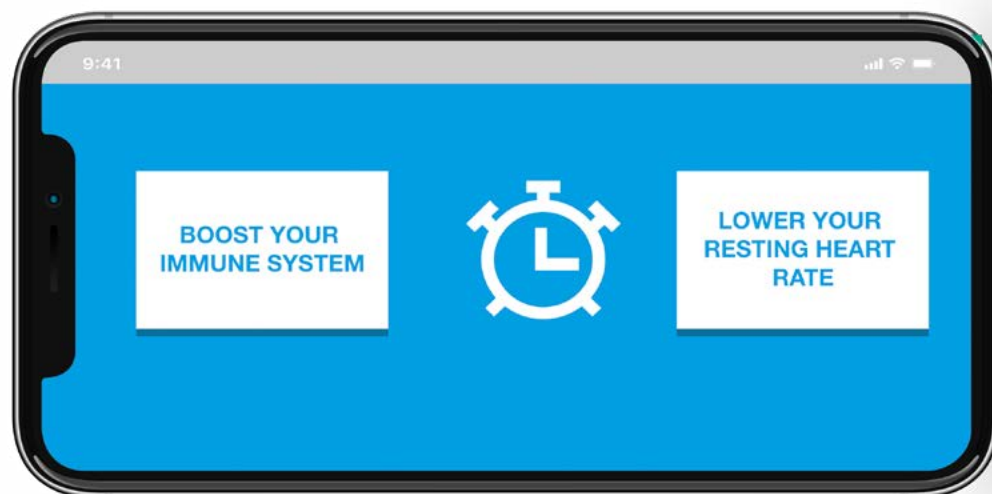 9:41
BOOST YOUR
IMMUNE SYSTEM
LOWER YOUR
RESTING HEART
RATE